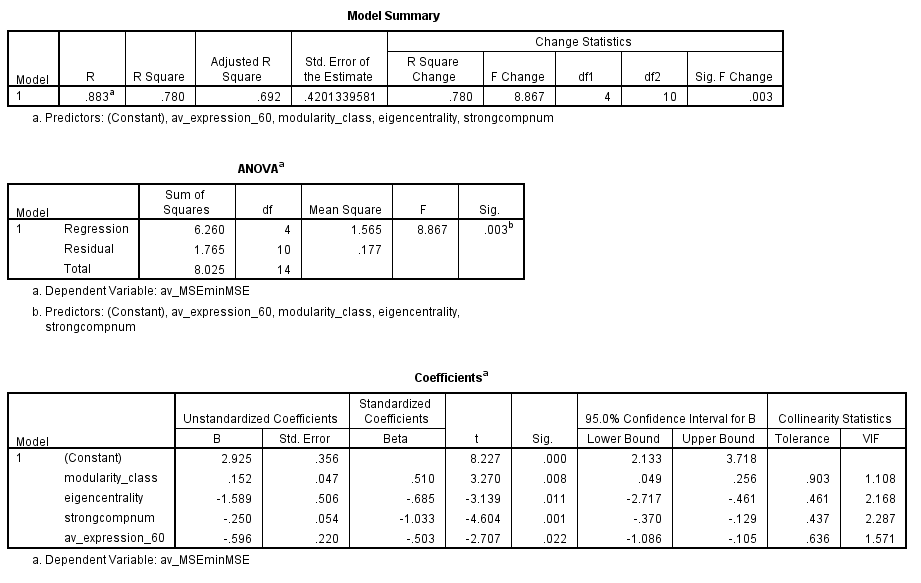 Model Summary
Change Statistics
Model R R Square Adjusted R Square Std. Error of the Estimate R Square Change F Change df1 df2 Sig. F Change
1 .883a .780 .692 .4201339581 .780 8.867 4 10 .003
a. Predictors: (Constant), av_expression_60, modularity_class, eigencentrality, strongcompnum
ANOVAa
Model Sum of Squares df Mean Square F Sig.
1 Regression 6.260 4 1.565 8.867 .003b
Residual 1.765 10 .177
Total 8.025 14
a. Dependent Variable: av_MSEminMSE
b. Predictors: (Constant), av_expression_60, modularity_class, eigencentrality,
strongcompnum
Coefficientsa
Model Unstandardized Coefficients Standardized Coefficients t Sig. 95.0% Confidence Interval for B Collinearity Statistics
B Std. Error Beta Lower Bound Upper Bound Tolerance VIF
1 (Constant) 2.925 .356 8.227 .000 2.133 3.718
modularity_class .152 .047 .510 3.270 .008 .049 .256 .903 1.108
eigencentrality -1.589 .506 -.685 -3.139 .011 -2.717 -.461 .461 2.168
strongcompnum -.250 .054 -1.033 -4.604 .001 -.370 -.129 .437 2.287
av_expression_60 -.596 .220 -.503 -2.707 .022 -1.086 -.105 .636 1.571
a. Dependent Variable: av_MSEminMSE